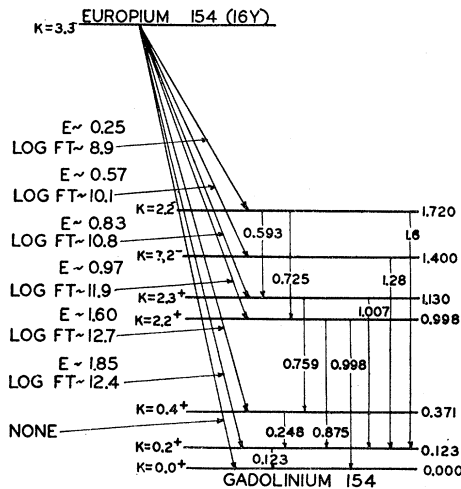 EUROPIUM 154 (16Y)
K=3,3⁻
E~ 0.25
LOG FT~ 8.9
E~ 0.57
LOG FT~10.1
E~ 0.83
LOG FT~10.8
E~ 0.97
LOG FT~11.9
E~1.60
LOG FT~12.7
E~1.85
LOG FT~12.4
NONE
K=2,2⁻
1.720
0.593
1.6
K=?,2⁻
1.400
0.725
1.28
K=2,3⁺
1.130
1.007
K=2,2⁺
0.998
0.759
0.998
K=0,4⁺
0.371
0.248
0.875
K=0,2⁺
0.123
0.123
K=0,0⁺
0.000
GADOLINIUM 154